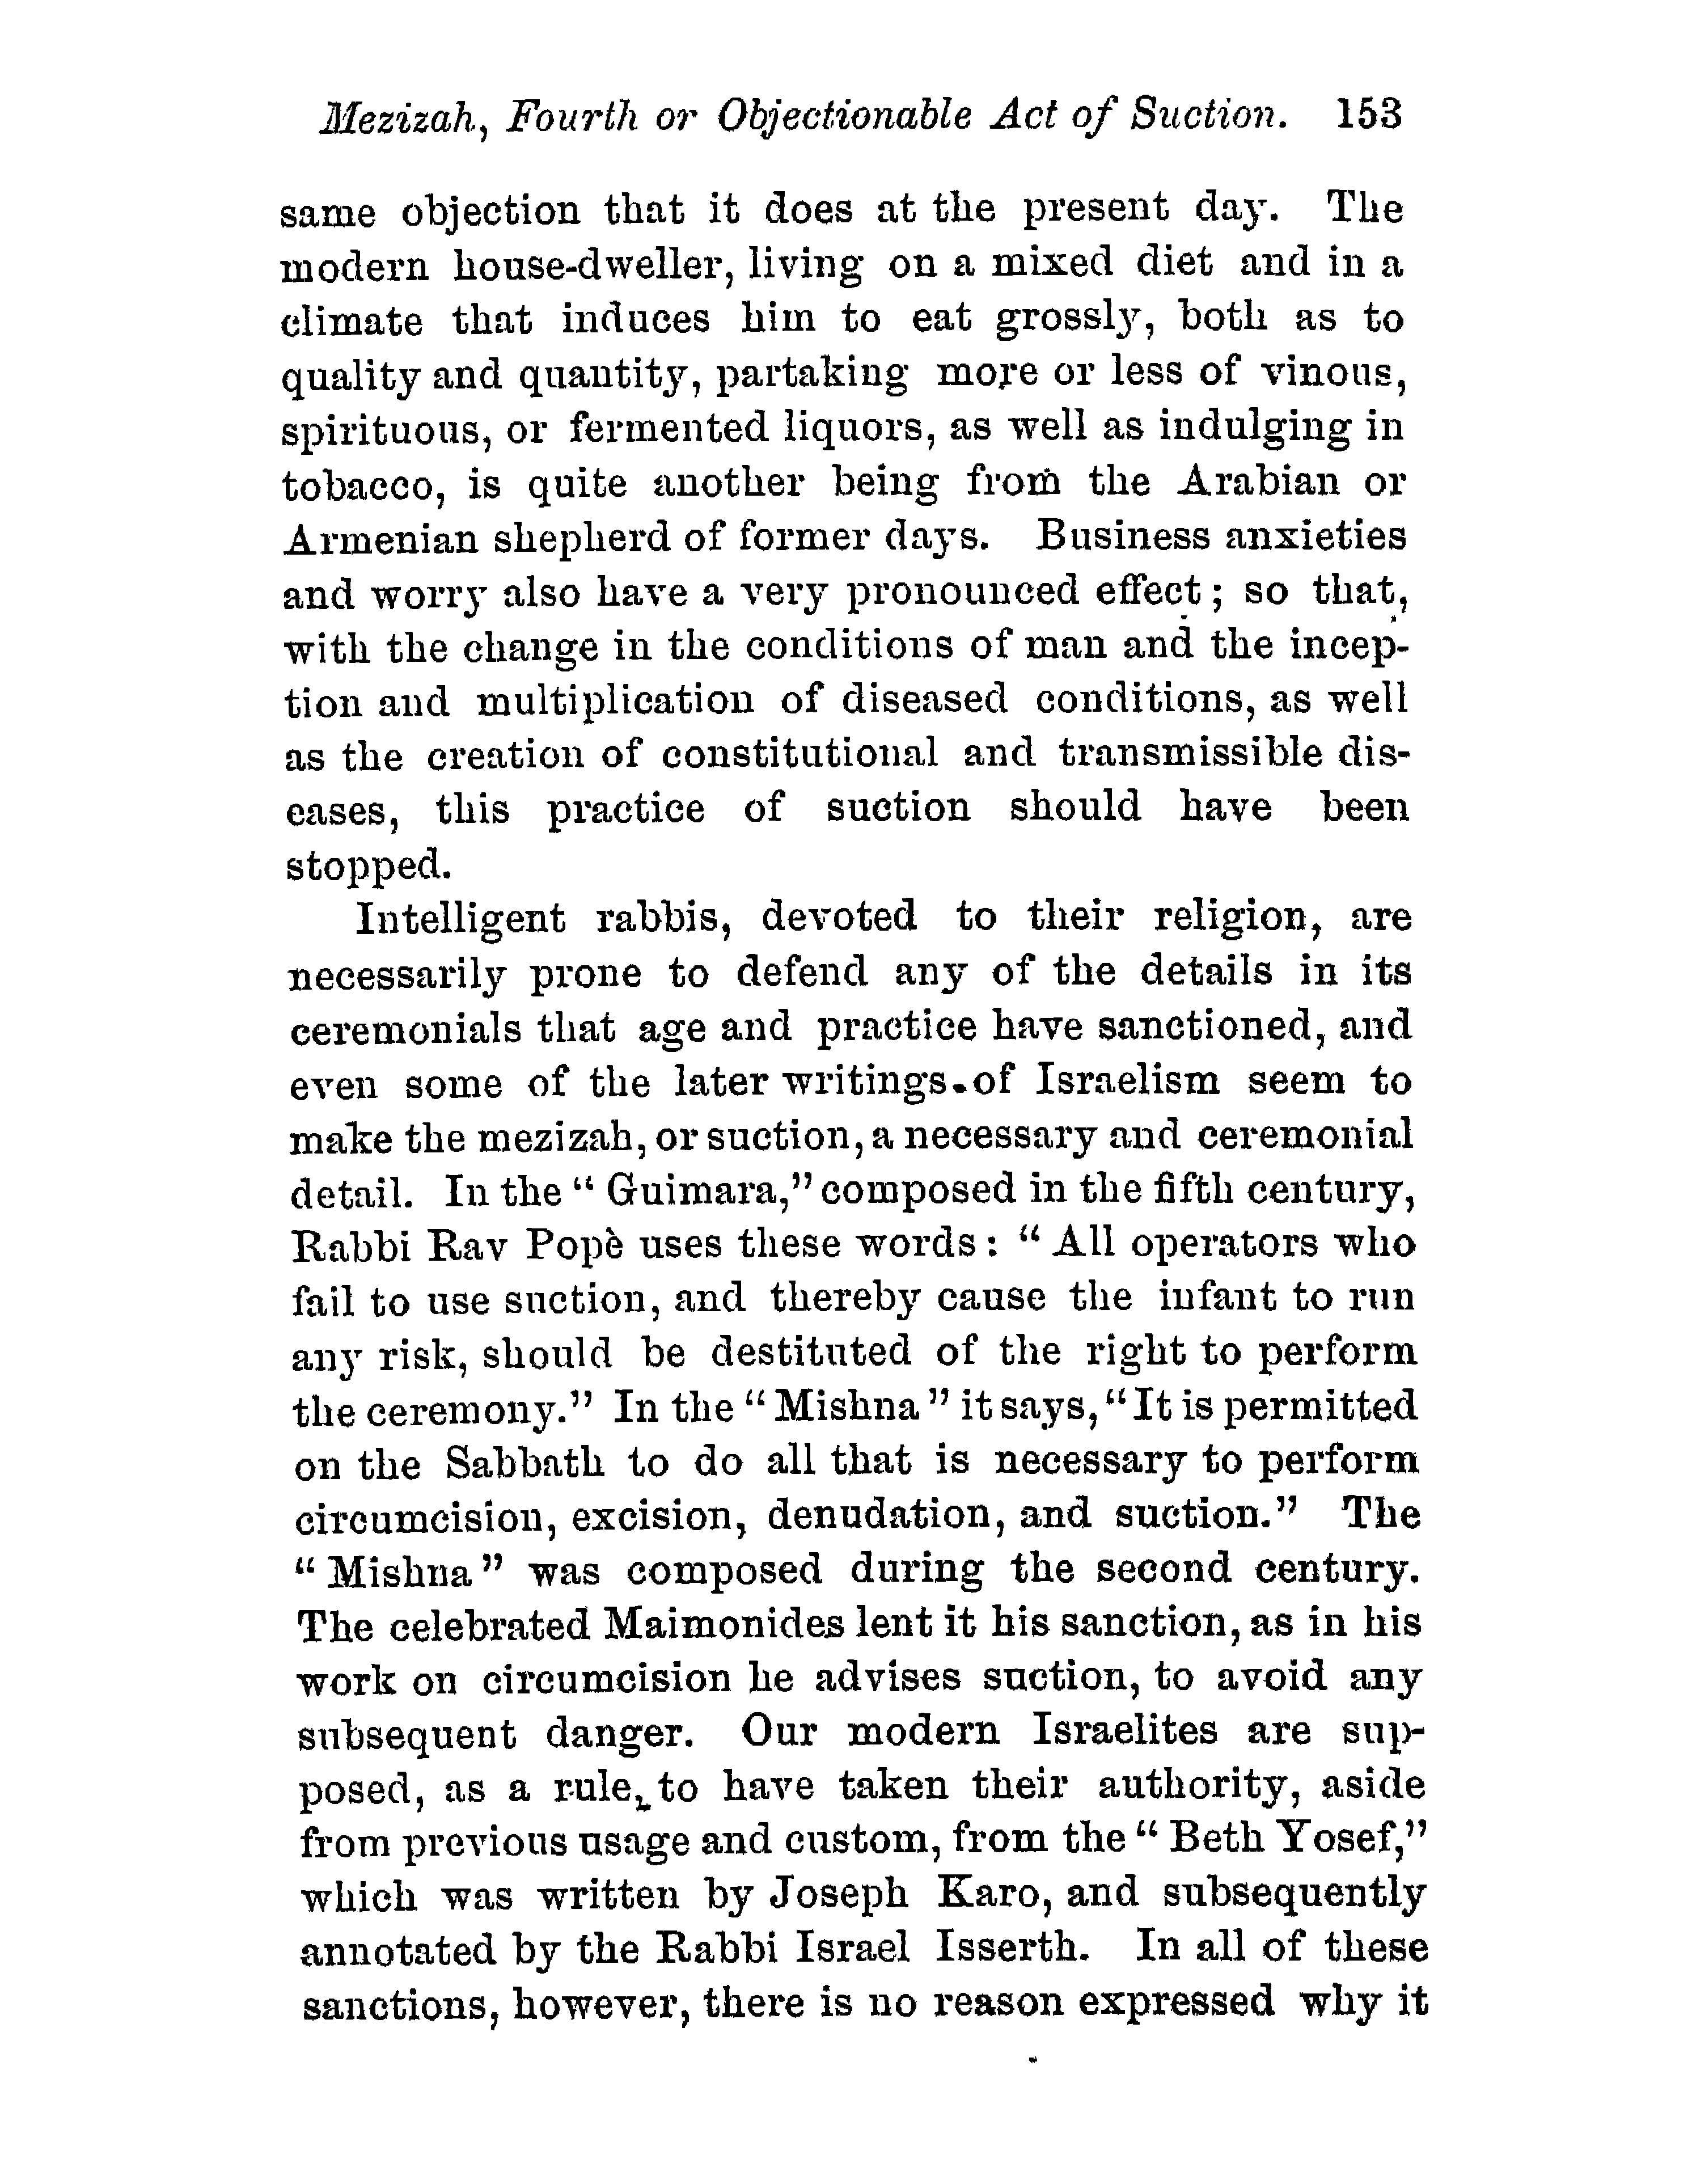 Mezizah, Fourth or Objectionable Act of Suction. 153
same objection that it does at the present day. The
modern house-dweller, living on a mixed diet and in a
climate that induces him to eat grossly, both as to
quality and quantity, partaking more or less of vinous,
spirituous, or fermented liquors, as well as indulging in
tobacco, is quite another being from the Arabian or
Armenian shepherd of former days. Business anxieties
and worry also have a very pronounced effect; so that,
with the change in the conditions of man and the incep-
tion and multiplication of diseased conditions, as well
as the creation of constitutional and transmissible dis-
eases, this practice of suction should have been
stopped.
Intelligent rabbis, devoted to their religion, are
necessarily prone to defend any of the details in its
ceremonials that age and practice have sanctioned, and
even some of the later writings of Israelism seem to
make the mezizah, or suction, a necessary and ceremonial
detail. In the "Guimara," composed in the fifth century,
Rabbi Rav Popè uses these words: "All operators who
fail to use suction, and thereby cause the infant to run
any risk, should be destituted of the right to perform
the ceremony." In the "Mishna" it says, "It is permitted
on the Sabbath to do all that is necessary to perform
circumcision, excision, denudation, and suction." The
"Mishna" was composed during the second century.
The celebrated Maimonides lent it his sanction, as in his
work on circumcision he advises suction, to avoid any
subsequent danger. Our modern Israelites are sup-
posed, as a rule, to have taken their authority, aside
from previous usage and custom, from the "Beth Yosef,"
which was written by Joseph Karo, and subsequently
annotated by the Rabbi Israel Isserth. In all of these
sanctions, however, there is no reason expressed why it